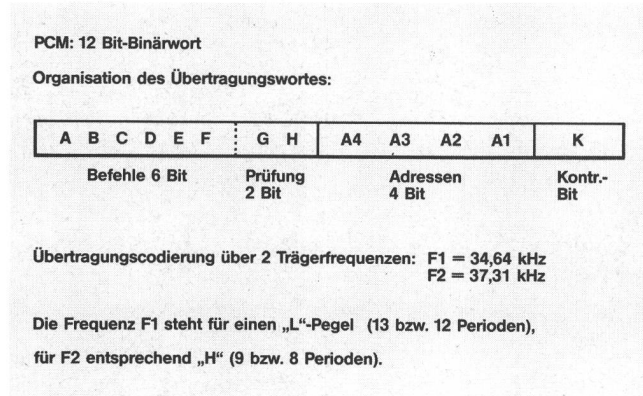 PCM: 12 Bit-Binärwort
Organisation des Übertragungswortes:
A B C D E F G H A4 A3 A2 A1 K
Befehle 6 Bit Prüfung Adressen Kontr.-
2 Bit 4 Bit Bit
Übertragungscodierung über 2 Trägerfrequenzen: F1 = 34,64 kHz
F2 = 37,31 kHz
Die Frequenz F1 steht für einen „L“-Pegel (13 bzw. 12 Perioden),
für F2 entsprechend „H“ (9 bzw. 8 Perioden).